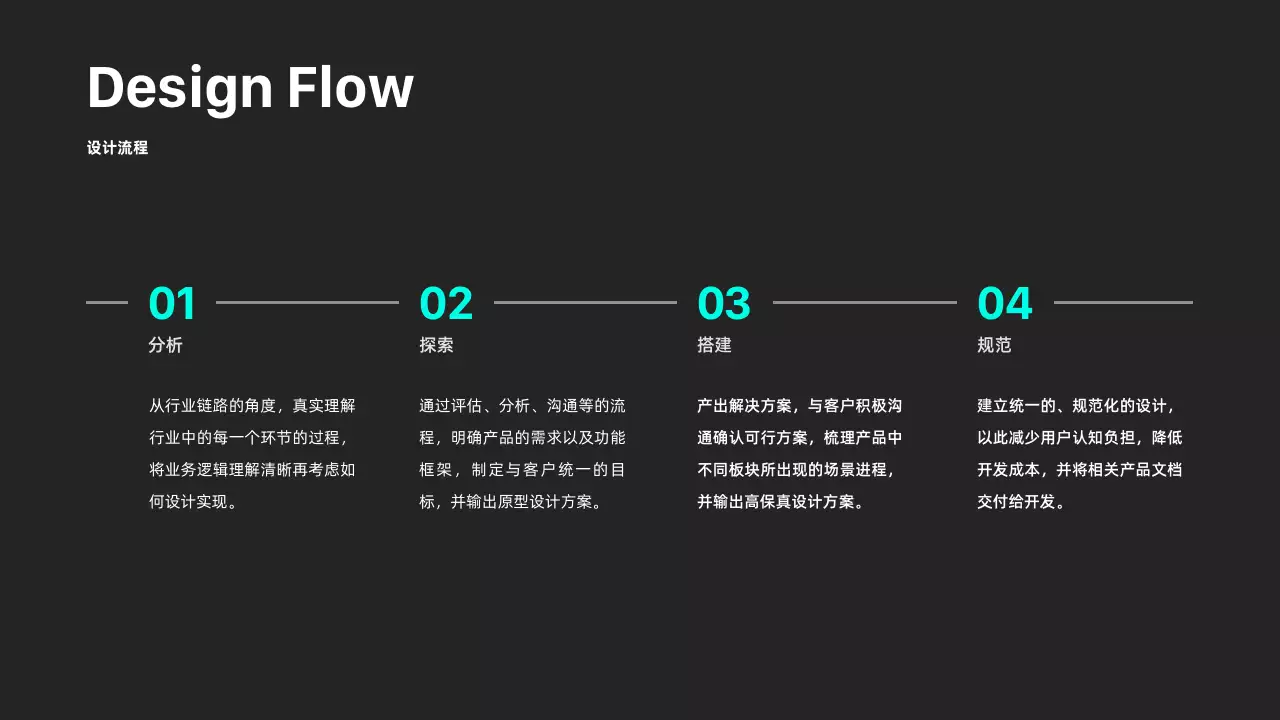 Design Flow
设计流程
01
分析
从行业链路的角度，真实理解
行业中的每一个环节的过程，
将业务逻辑理解清晰再考虑如
何设计实现。
02
探索
通过评估、分析、沟通等的流
程，明确产品的需求以及功能
框架，制定与客户统一的目
标，并输出原型设计方案。
03
搭建
产出解决方案，与客户积极沟
通确认可行方案，梳理产品中
不同板块所出现的场景进程，
并输出高保真设计方案。
04
规范
建立统一的、规范化的设计，
以此减少用户认知负担，降低
开发成本，并将相关产品文档
交付给开发。